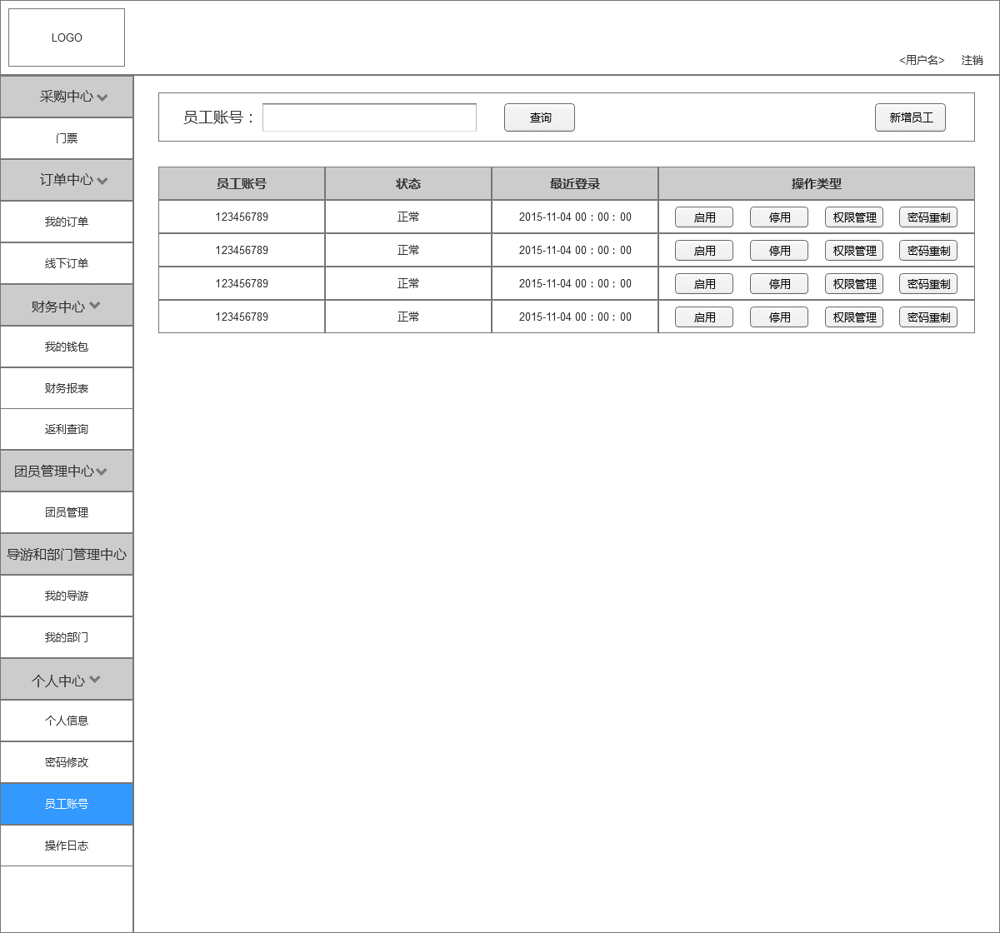 LOGO
<用户名> 注销
采购中心
门票
订单中心
我的订单
线下订单
财务中心
我的钱包
财务报表
返利查询
团员管理中心
团员管理
导游和部门管理中心
我的导游
我的部门
个人中心
个人信息
密码修改
员工账号
操作日志
员工账号： 查询 新增员工
员工账号 状态 最近登录 操作类型
123456789 正常 2015-11-04 00：00：00 启用 停用 权限管理 密码重制
123456789 正常 2015-11-04 00：00：00 启用 停用 权限管理 密码重制
123456789 正常 2015-11-04 00：00：00 启用 停用 权限管理 密码重制
123456789 正常 2015-11-04 00：00：00 启用 停用 权限管理 密码重制